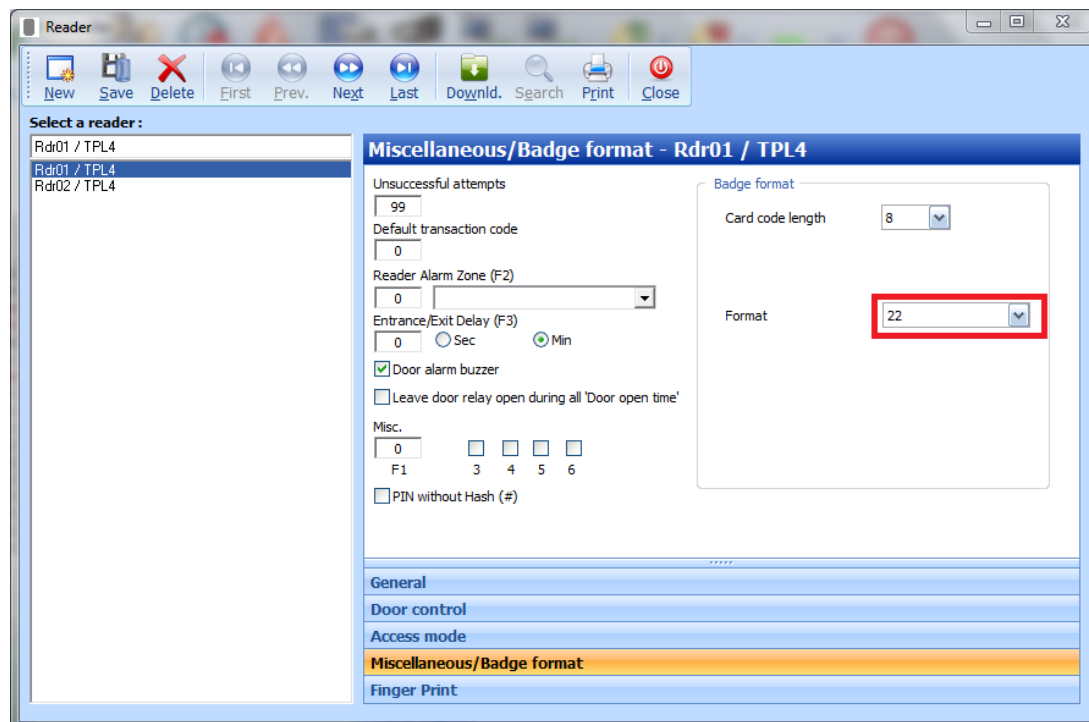 Reader
New Save Delete First Prev. Next Last Downld. Search Print Close
Select a reader :
Rdr01 / TPL4
Rdr01 / TPL4
Rdr02 / TPL4
Miscellaneous/Badge format - Rdr01 / TPL4
Unsuccessful attempts
99
Default transaction code
0
Reader Alarm Zone (F2)
0
Entrance/Exit Delay (F3)
0 Sec Min
Door alarm buzzer
Leave door relay open during all 'Door open time'
Misc.
0
F1 3 4 5 6
PIN without Hash (#)
Badge format
Card code length 8
Format 22
General
Door control
Access mode
Miscellaneous/Badge format
Finger Print